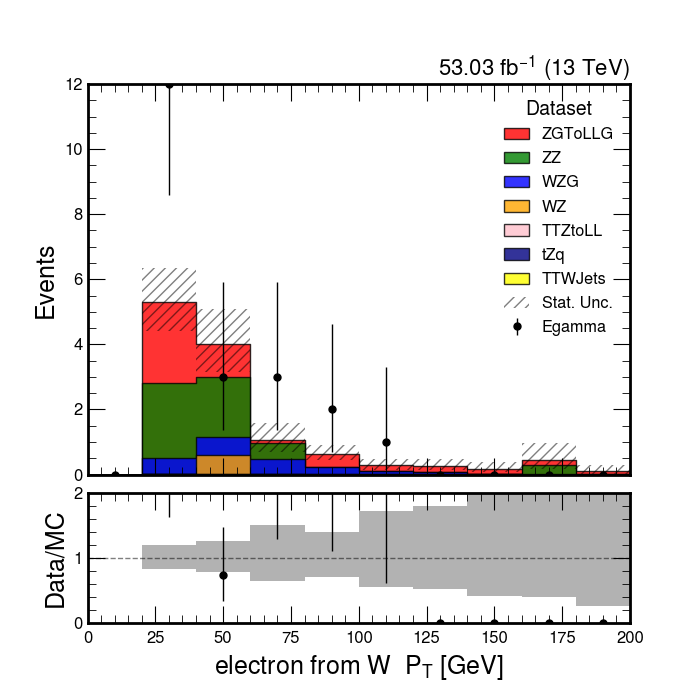 53.03 fb⁻¹ (13 TeV)
12
10
8
6
4
2
0
Events
Dataset
ZGToLLG
ZZ
WZG
WZ
TTZtoLL
tZq
TTWJets
Stat. Unc.
Egamma
2
1
0
Data/MC
0 25 50 75 100 125 150 175 200
electron from W P_T [GeV]